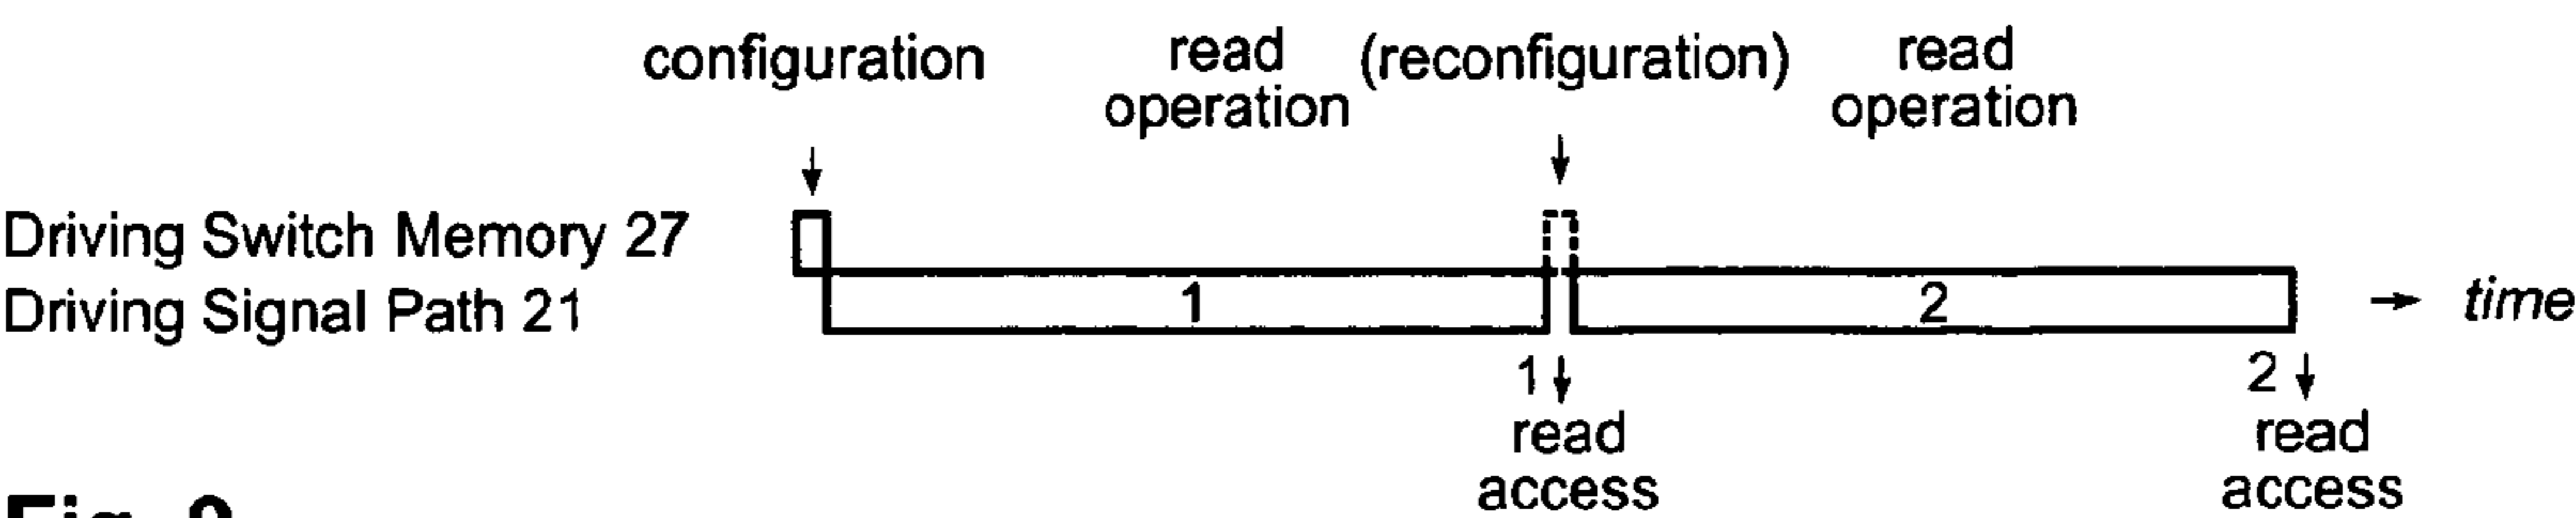 configuration
read
operation
(reconfiguration)
read
operation
Driving Switch Memory 27
Driving Signal Path 21
1
2
time
1
read
access
2
read
access